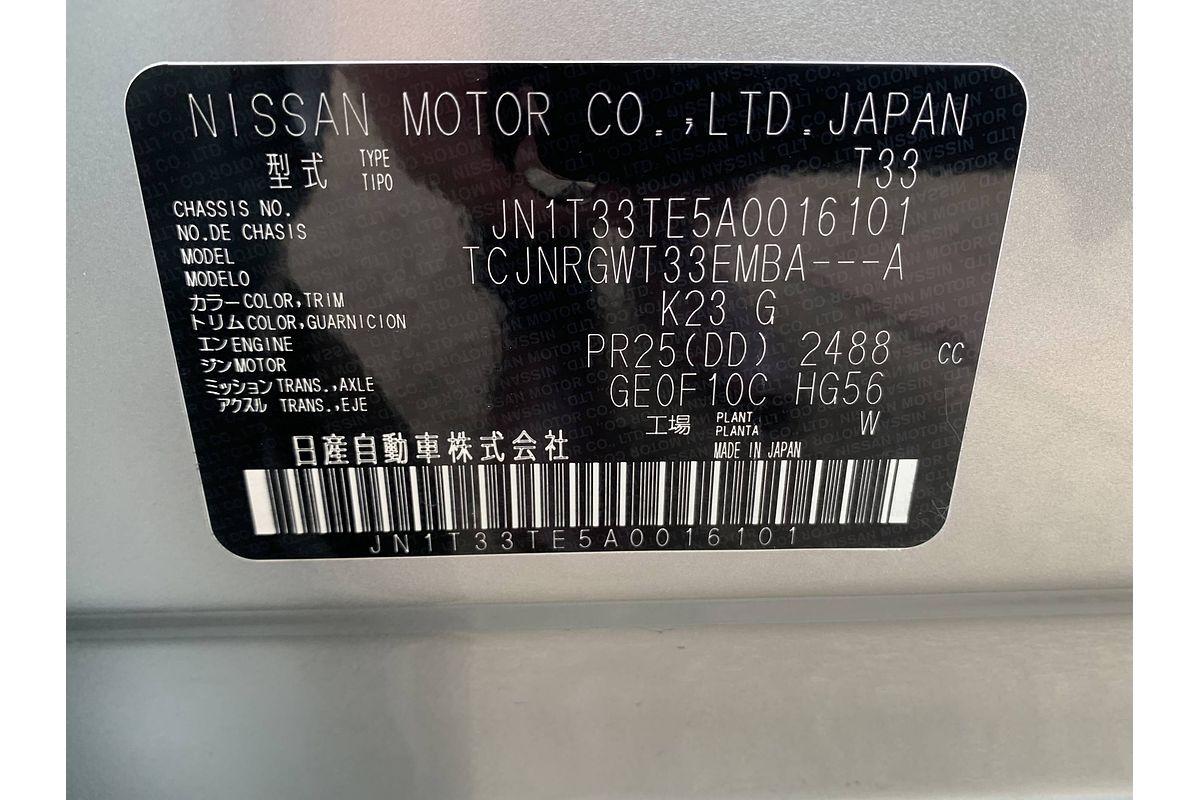 NISSAN MOTOR CO.,LTD.JAPAN
型式 TYPE TIPO T33
CHASSIS NO. JN1T33TE5A0016101
NO.DE CHASIS
MODEL TCJNRGWT33EMBA---A
MODELO
カラー COLOR,TRIM K23 G
トリム COLOR,GUARNICION
エン ENGINE PR25(DD) 2488 CC
ジン MOTOR
ミッション TRANS.,AXLE GE0F10C HG56
アクスル TRANS.,EJE
工場 PLANT PLANTA W
日産自動車株式会社 MADE IN JAPAN
JN1T33TE5A0016101